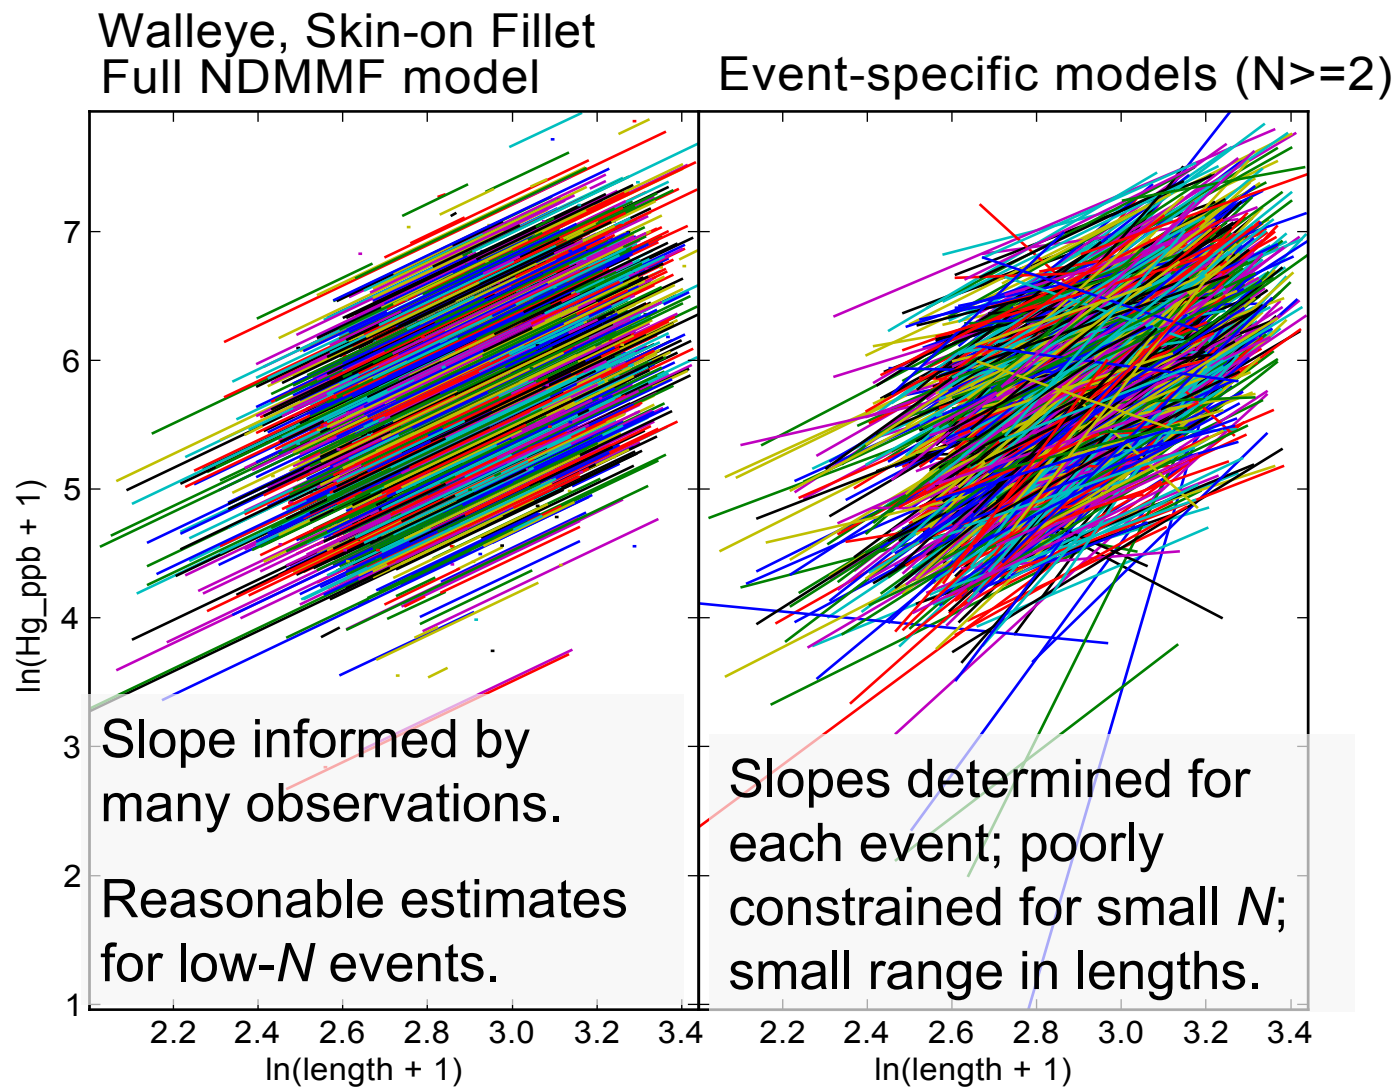 Walleye, Skin-on Fillet
Full NDMMF model
Event-specific models (N>=2)
ln(Hg_ppb + 1)
7
6
5
4
3
2
1
Slope informed by
many observations.
Reasonable estimates
for low-N events.
Slopes determined for
each event; poorly
constrained for small N;
small range in lengths.
2.2 2.4 2.6 2.8 3.0 3.2 3.4
ln(length + 1)
2.2 2.4 2.6 2.8 3.0 3.2 3.4
ln(length + 1)